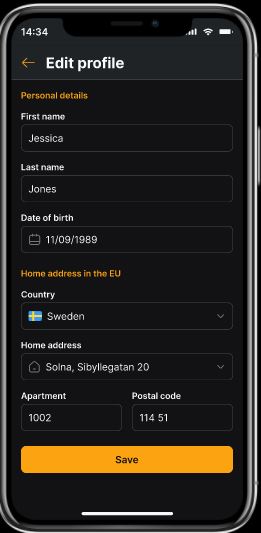 14:34
Edit profile
Personal details
First name
Jessica
Last name
Jones
Date of birth
11/09/1989
Home address in the EU
Country
Sweden
Home address
Solna, Sibyllegatan 20
Apartment Postal code
1002 114 51
Save